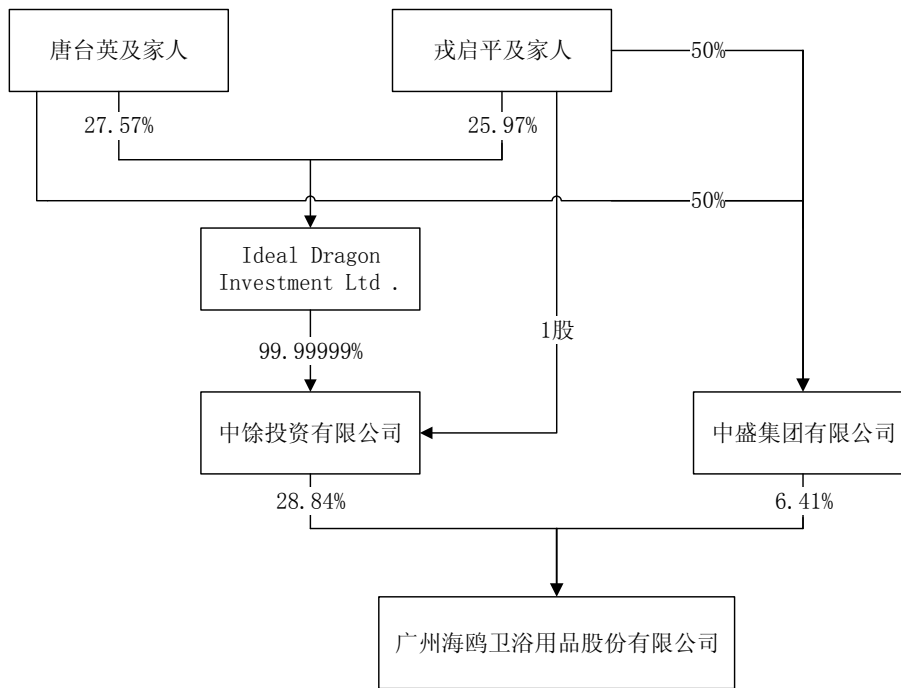 唐台英及家人
戎启平及家人
50%
27.57%
25.97%
50%
Ideal Dragon
Investment Ltd .
1股
99.99999%
中馀投资有限公司
中盛集团有限公司
28.84%
6.41%
广州海鸥卫浴用品股份有限公司